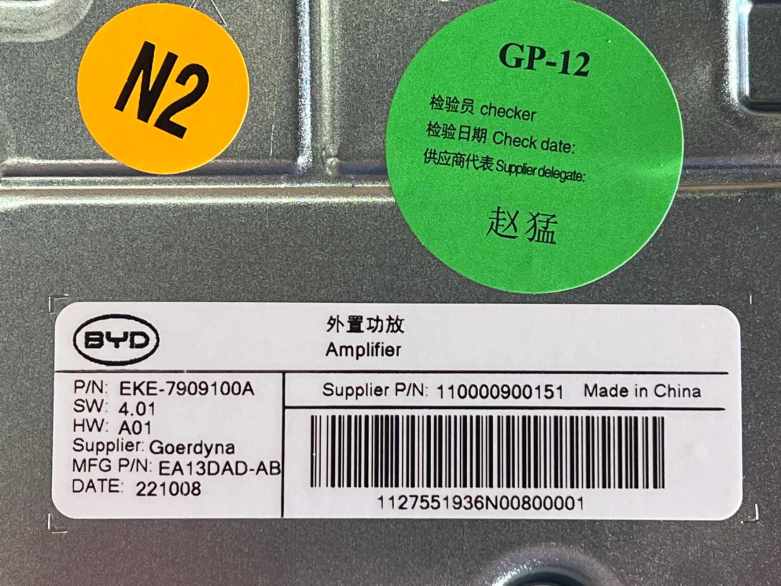 N2
GP-12
检验员 checker
检验日期 Check date:
供应商代表 Supplier delegate:
赵猛
BYD
外置功放
Amplifier
P/N: EKE-7909100A
SW: 4.01
HW: A01
Supplier: Goerdyna
MFG P/N: EA13DAD-AB
DATE: 221008
Supplier P/N: 110000900151 Made in China
1127551936N00800001